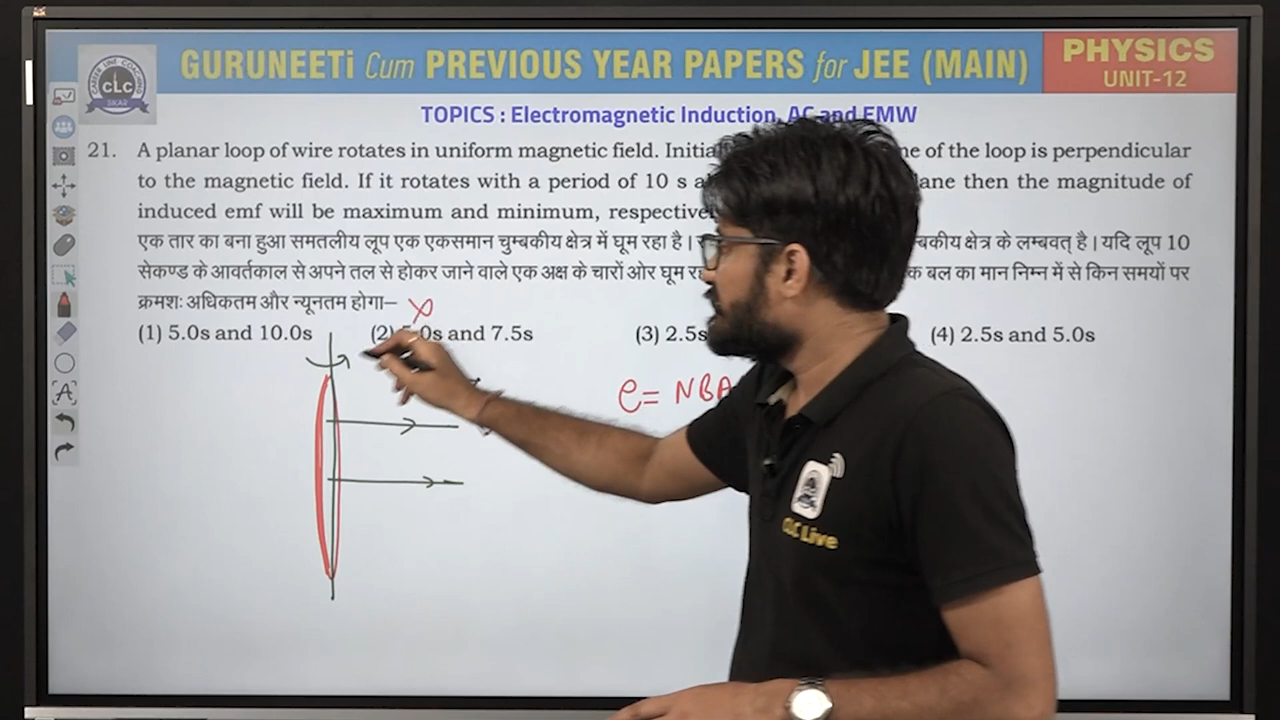 GURUNEETi Cum PREVIOUS YEAR PAPERS for JEE (MAIN)
PHYSICS
UNIT-12
CLC
SIKAR
TOPICS : Electromagnetic Induction, AC and EMW
21. A planar loop of wire rotates in uniform magnetic field. of the loop is perpendicular
to the magnetic field. If it rotates with a period of 10 s then the magnitude of
induced emf will be maximum and minimum,
एक तार का बना हुआ समतलीय लूप एक एकसमान चुम्बकीय क्षेत्र में घूम रहा है। क्षेत्र के लम्बवत् है। यदि लूप 10
सेकण्ड के आवर्तकाल से अपने तल से होकर जाने वाले एक अक्ष के चारों ओर घूम बल का मान निम्न में से किन समयों पर
क्रमशः अधिकतम और न्यूनतम होगा–
(1) 5.0s and 10.0s (2) and 7.5s (3) 2.5s (4) 2.5s and 5.0s
e = NBA
CLC Live